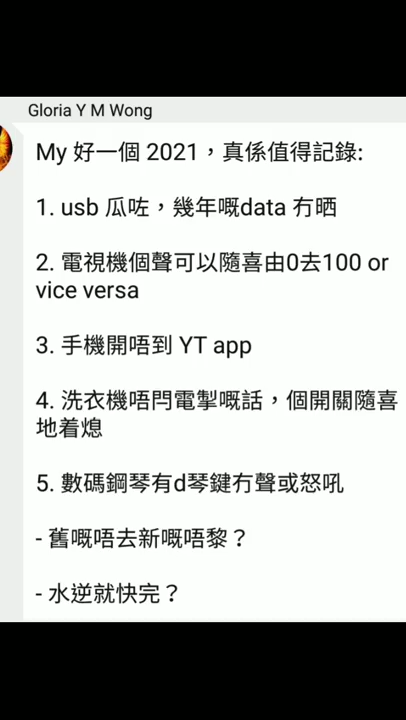 Gloria Y M Wong
My 好一個 2021，真係值得記錄:
1. usb 瓜咗，幾年嘅data 冇晒
2. 電視機個聲可以隨喜由0去100 or
vice versa
3. 手機開唔到 YT app
4. 洗衣機唔閂電掣嘅話，個開關隨喜
地着熄
5. 數碼鋼琴有d琴鍵冇聲或怒吼
- 舊嘅唔去新嘅唔黎？
- 水逆就快完？